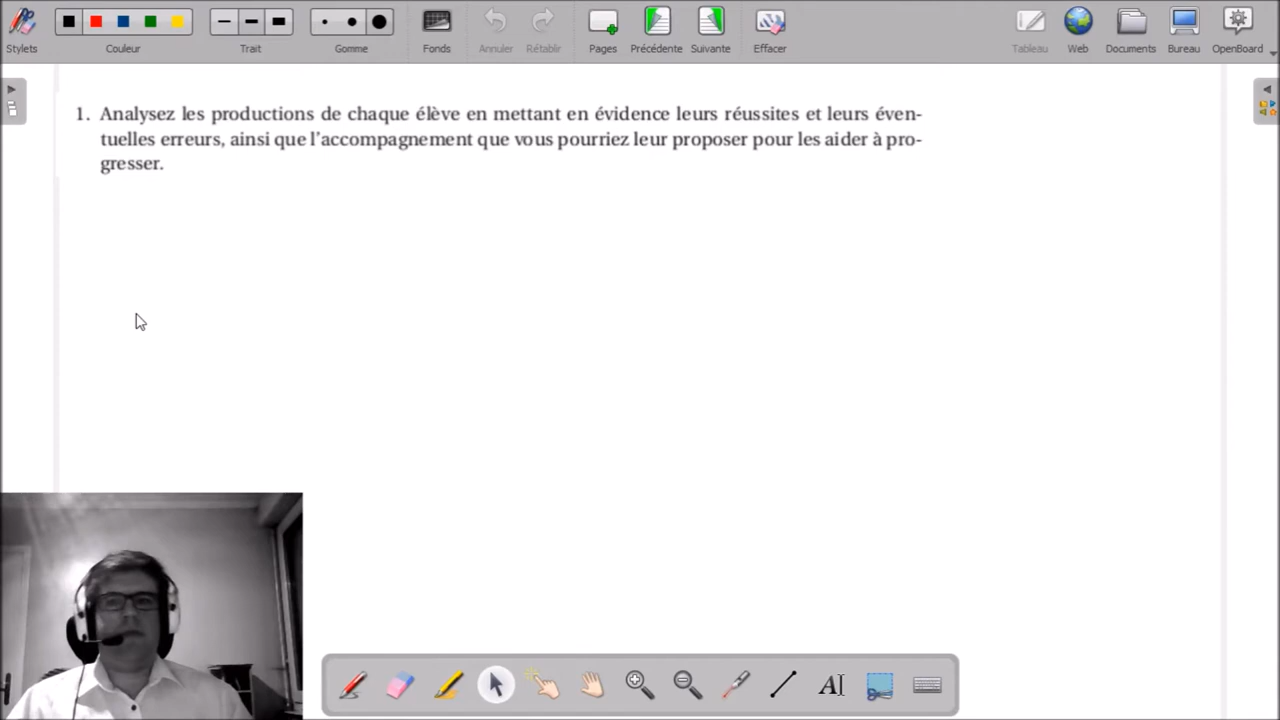 Stylets
Couleur
Trait
Gomme
Fonds
Annuler
Rétablir
Pages
Précédente
Suivante
Effacer
Tableau
Web
Documents
Bureau
OpenBoard
1. Analysez les productions de chaque élève en mettant en évidence leurs réussites et leurs éven-
tuelles erreurs, ainsi que l'accompagnement que vous pourriez leur proposer pour les aider à pro-
gresser.